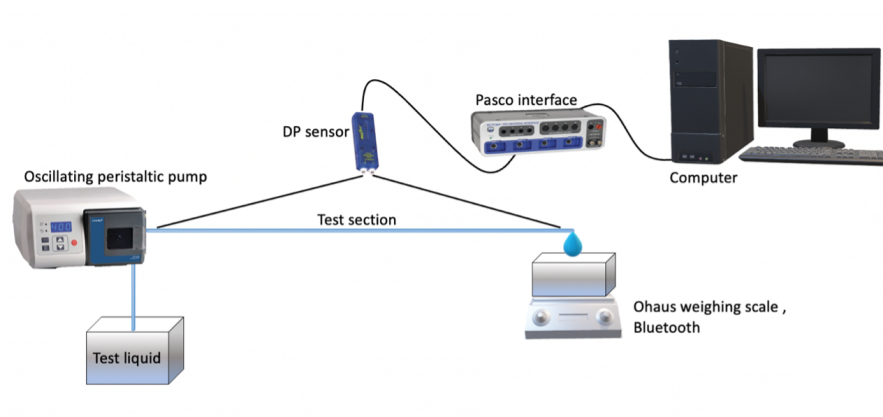 Pasco interface
DP sensor
Computer
Oscillating peristaltic pump
Test section
Test liquid
Ohaus weighing scale ,
Bluetooth